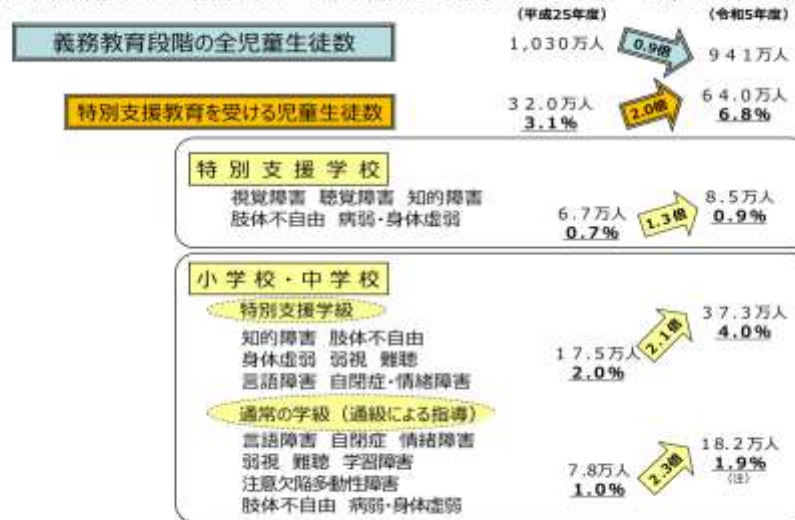 (平成25年度) (令和5年度)
義務教育段階の全児童生徒数 1,030万人 0.9倍 941万人
特別支援教育を受ける児童生徒数 32.0万人 2.0倍 64.0万人
3.1% 6.8%
特別支援学校
視覚障害 聴覚障害 知的障害
肢体不自由 病弱・身体虚弱
6.7万人 1.3倍 8.5万人
0.7% 0.9%
小学校・中学校
特別支援学級
知的障害 肢体不自由
身体虚弱 弱視 難聴
言語障害 自閉症・情緒障害
17.5万人 2.1倍 37.3万人
2.0% 4.0%
通常の学級(通級による指導)
言語障害 自閉症 情緒障害
弱視 難聴 学習障害
注意欠陥多動性障害
肢体不自由 病弱・身体虚弱
7.8万人 2.3倍 18.2万人
1.0% 1.9%
(注)